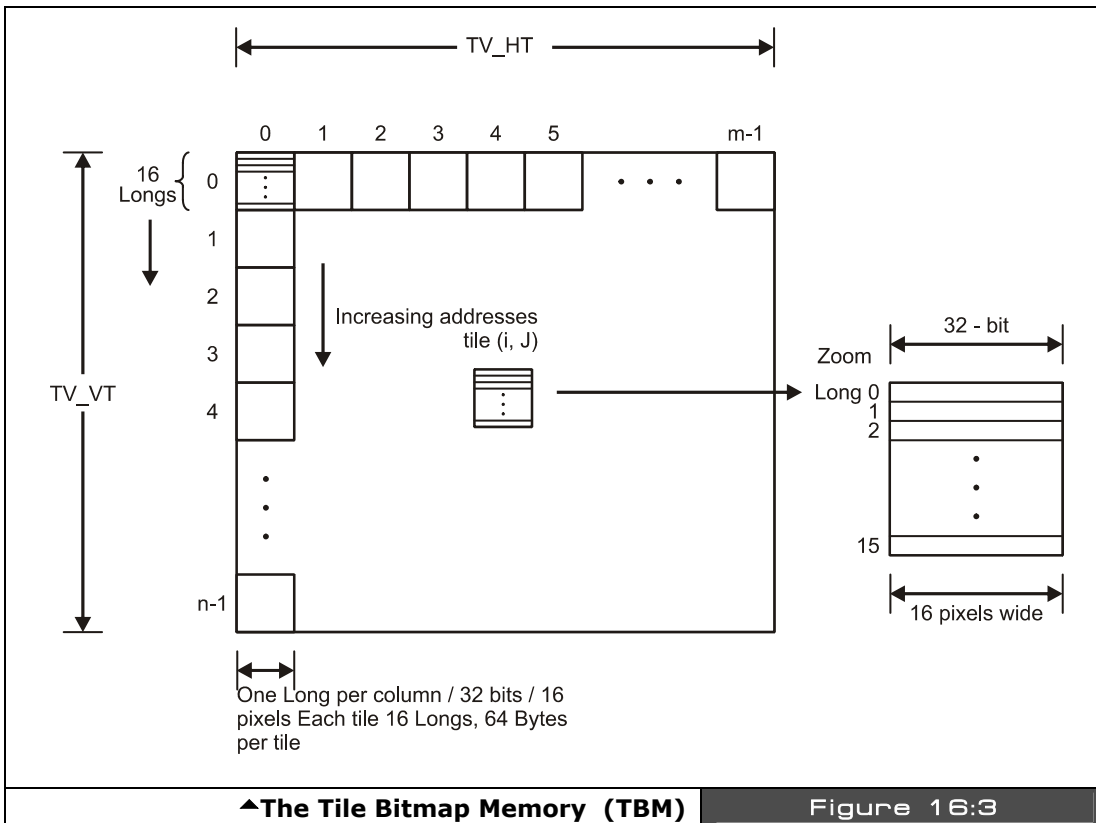 TV_HT
0 1 2 3 4 5 m-1
16
Longs
0
1
2
3
4
n-1
TV_VT
Increasing addresses
tile (i, J)
Zoom
32 - bit
Long 0
1
2
15
16 pixels wide
One Long per column / 32 bits / 16
pixels Each tile 16 Longs, 64 Bytes
per tile
▲The Tile Bitmap Memory (TBM)
Figure 16:3